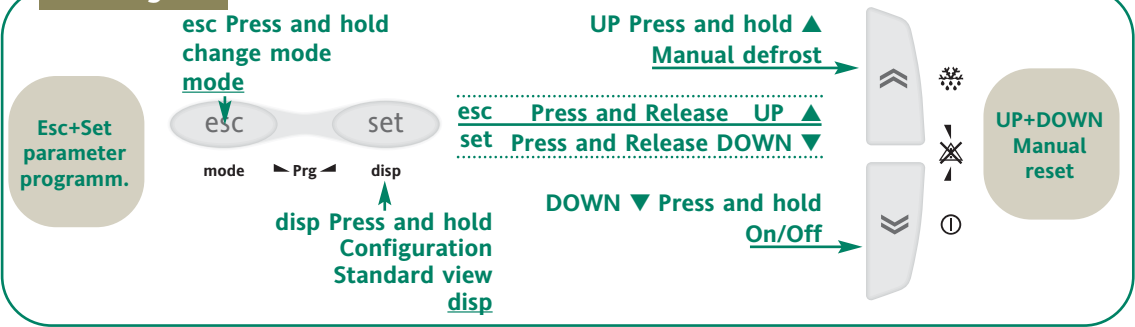 esc Press and hold
change mode
mode
UP Press and hold ▲
Manual defrost
Esc+Set
parameter
programm.
esc
set
mode
Prg
disp
esc Press and Release UP ▲
set Press and Release DOWN ▼
UP+DOWN
Manual
reset
disp Press and hold
Configuration
Standard view
disp
DOWN ▼ Press and hold
On/Off